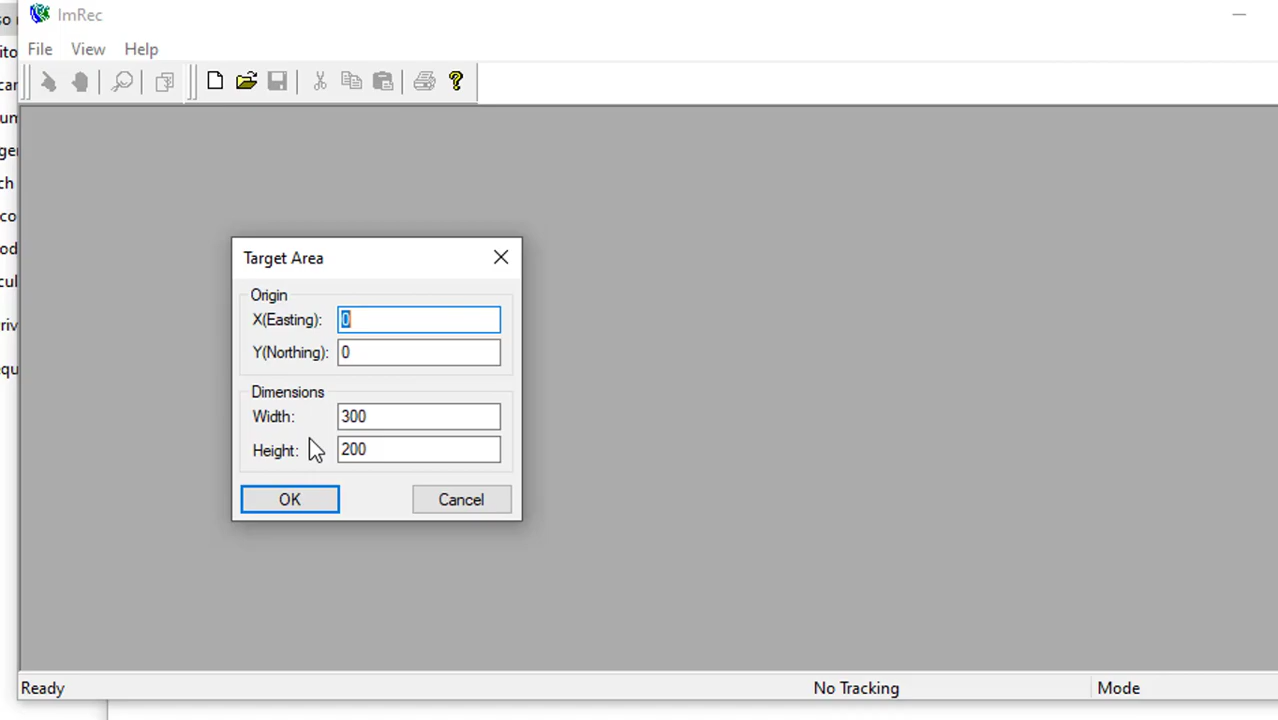 ImRec
File View Help
Target Area
Origin
X(Easting): 0
Y(Northing): 0
Dimensions
Width: 300
Height: 200
OK Cancel
Ready No Tracking Mode